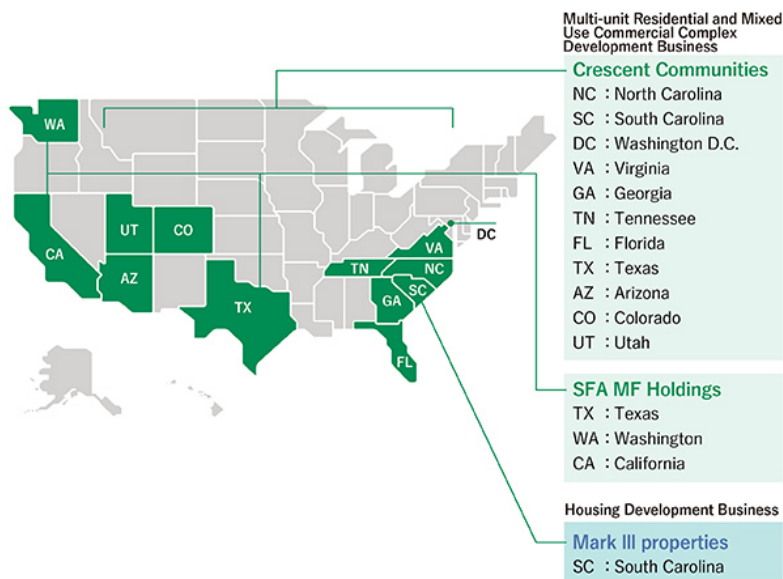 Multi-unit Residential and Mixed
Use Commercial Complex
Development Business
Crescent Communities
NC : North Carolina
SC : South Carolina
DC : Washington D.C.
VA : Virginia
GA : Georgia
TN : Tennessee
FL : Florida
TX : Texas
AZ : Arizona
CO : Colorado
UT : Utah
SFA MF Holdings
TX : Texas
WA : Washington
CA : California
Housing Development Business
Mark III properties
SC : South Carolina
WA
UT
CO
CA
AZ
TX
DC
VA
TN
NC
SC
GA
FL